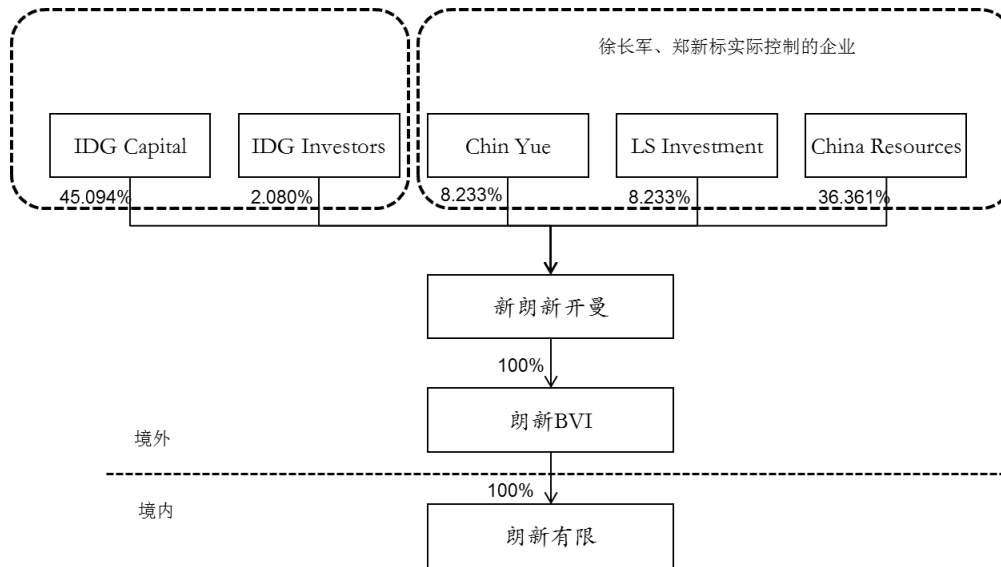 徐长军、郑新标实际控制的企业
IDG Capital
IDG Investors
Chin Yue
LS Investment
China Resources
45.094%
2.080%
8.233%
8.233%
36.361%
新朗新开曼
100%
朗新BVI
境外
100%
境内
朗新有限